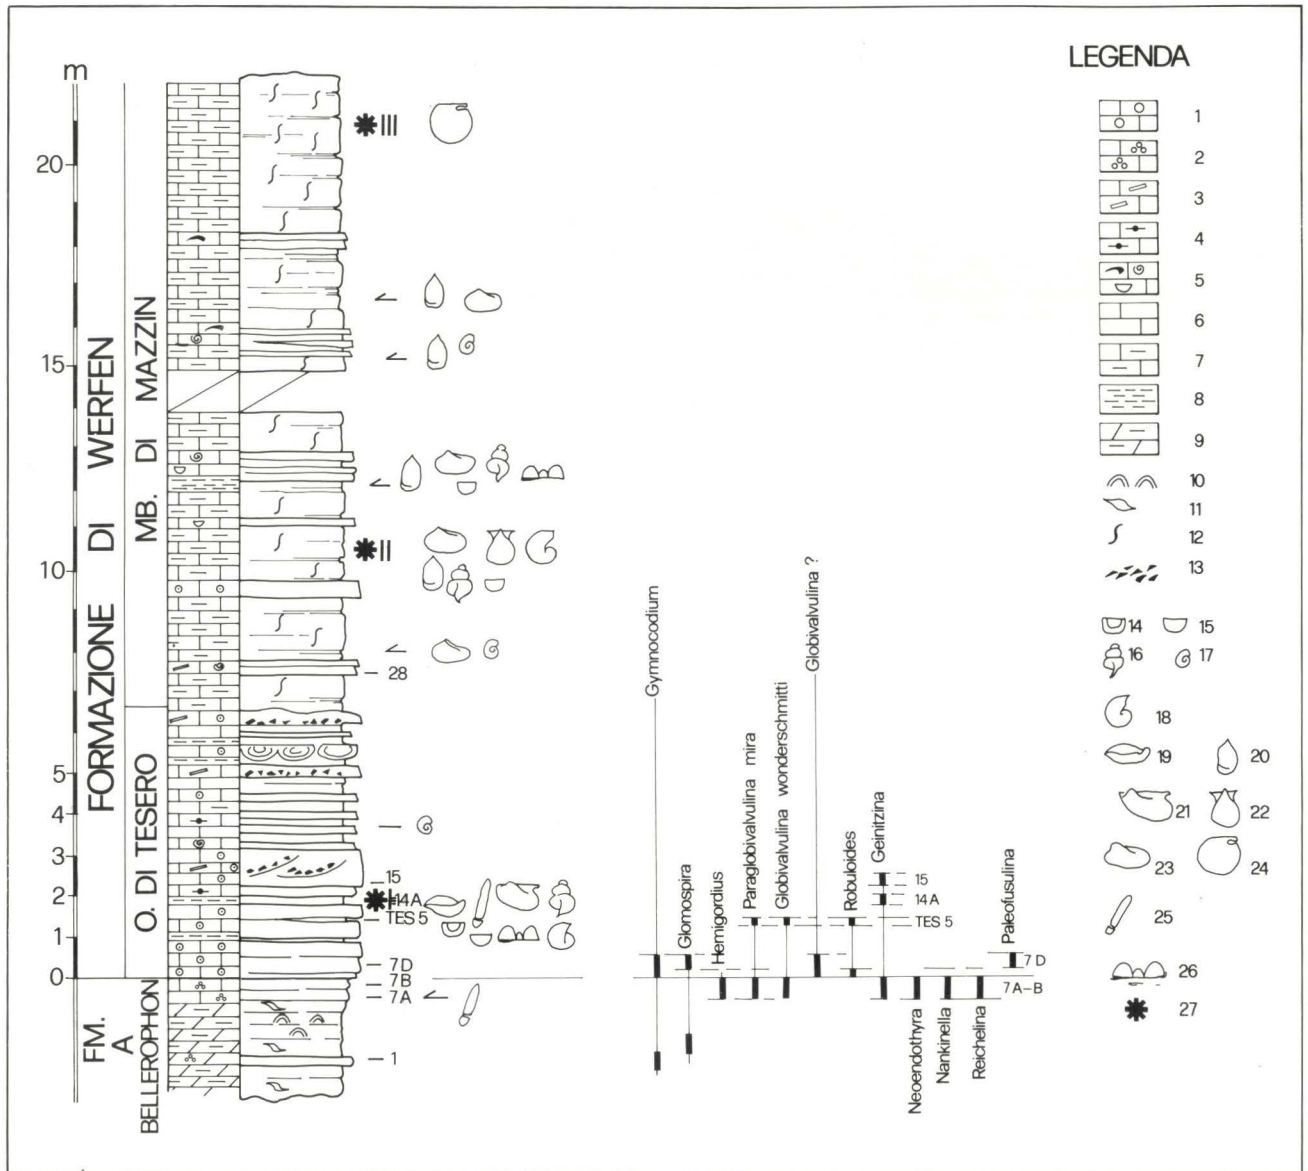 LEGENDA
m
20
15
10
5
4
3
2
1
0
FORMAZIONE DI WERFEN
MB. DI MAZZIN
O. DI TESERO
FM. A BELLEROPHON
III
II
28
15
14A
TES 5
7D
7B
7A
1
Gymnocodium
Glomospira
Hemigordius
Paraglobivalvulina mira
Globivalvulina wonderschmitti
Globivalvulina ?
Robuloides
Geinitzina
Neoendothyra
Nankinella
Reichelina
Paleofusulina
15
14A
TES 5
7D
7A-B
1
2
3
4
5
6
7
8
9
10
11
12
13
14 15
16 17
18
19 20
21 22
23 24
25
26
27